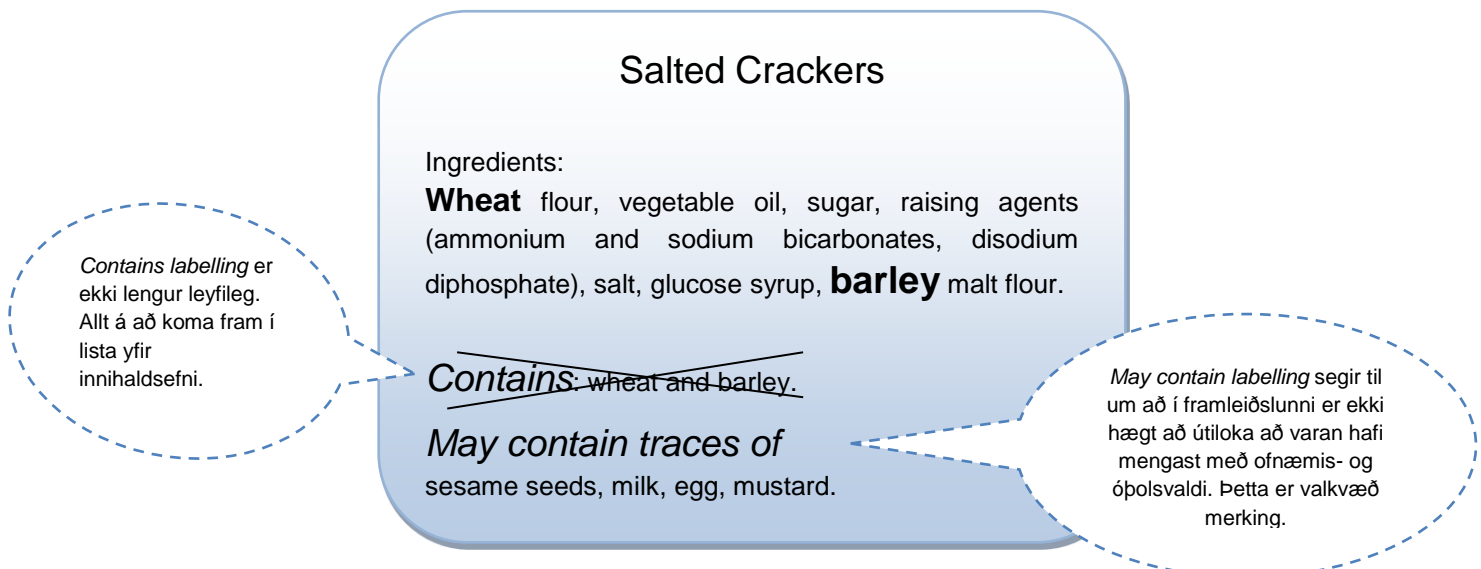 Salted Crackers
Ingredients:
Wheat flour, vegetable oil, sugar, raising agents
(ammonium and sodium bicarbonates, disodium
diphosphate), salt, glucose syrup, barley malt flour.
Contains labelling er
ekki lengur leyfileg.
Allt á að koma fram í
lista yfir
innihaldsefni.
Contains: wheat and barley.
May contain traces of
sesame seeds, milk, egg, mustard.
May contain labelling segir til
um að í framleiðslunni er ekki
hægt að útiloka að varan hafi
mengast með ofnæmis- og
óþolsvaldi. Þetta er valkvæð
merking.